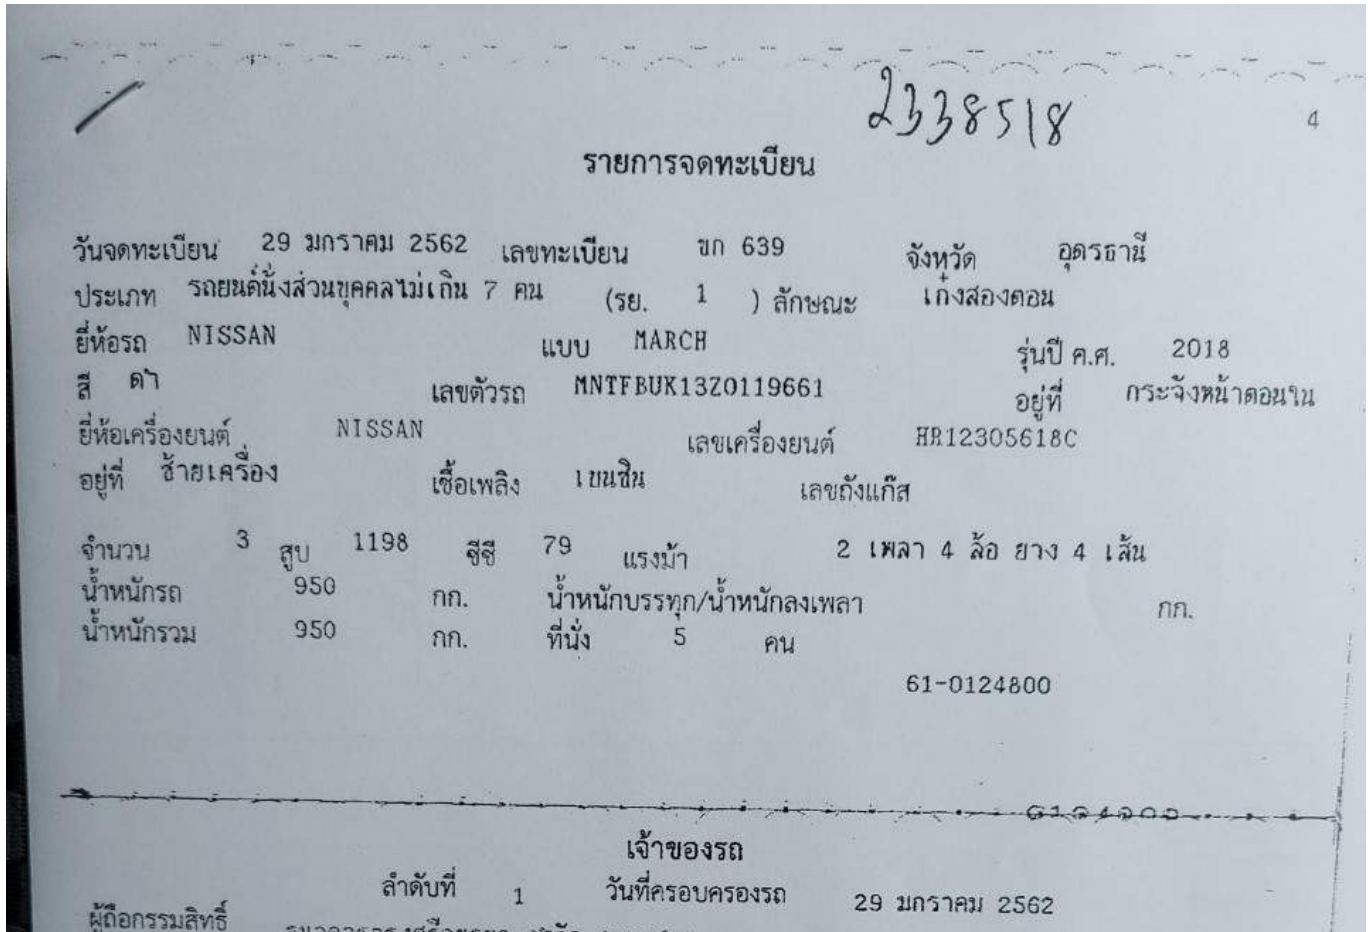 2338518
4
รายการจดทะเบียน
วันจดทะเบียน 29 มกราคม 2562 เลขทะเบียน ขก 639 จังหวัด อุดรธานี
ประเภท รถยนต์นั่งส่วนบุคคลไม่เกิน 7 คน (รย. 1 ) ลักษณะ เก๋งสองตอน
ยี่ห้อรถ NISSAN แบบ MARCH รุ่นปี ค.ศ. 2018
สี ดำ เลขตัวรถ MNTFBUK13Z0119661 อยู่ที่ กระจังหน้าตอนใน
ยี่ห้อเครื่องยนต์ NISSAN เลขเครื่องยนต์ HR12305618C
อยู่ที่ ซ้ายเครื่อง เชื้อเพลิง เบนซิน เลขถังแก๊ส
จำนวน 3 สูบ 1198 ซีซี 79 แรงม้า 2 เพลา 4 ล้อ ยาง 4 เส้น
น้ำหนักรถ 950 กก. น้ำหนักบรรทุก/น้ำหนักลงเพลา กก.
น้ำหนักรวม 950 กก. ที่นั่ง 5 คน
61-0124800
เจ้าของรถ
ลำดับที่ 1 วันที่ครอบครองรถ 29 มกราคม 2562
ผู้ถือกรรมสิทธิ์